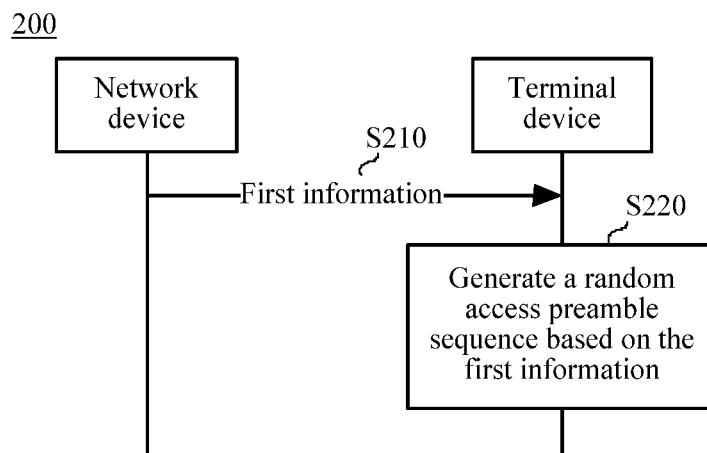 200
Network
device
Terminal
device
S210
First information
S220
Generate a random
access preamble
sequence based on the
first information